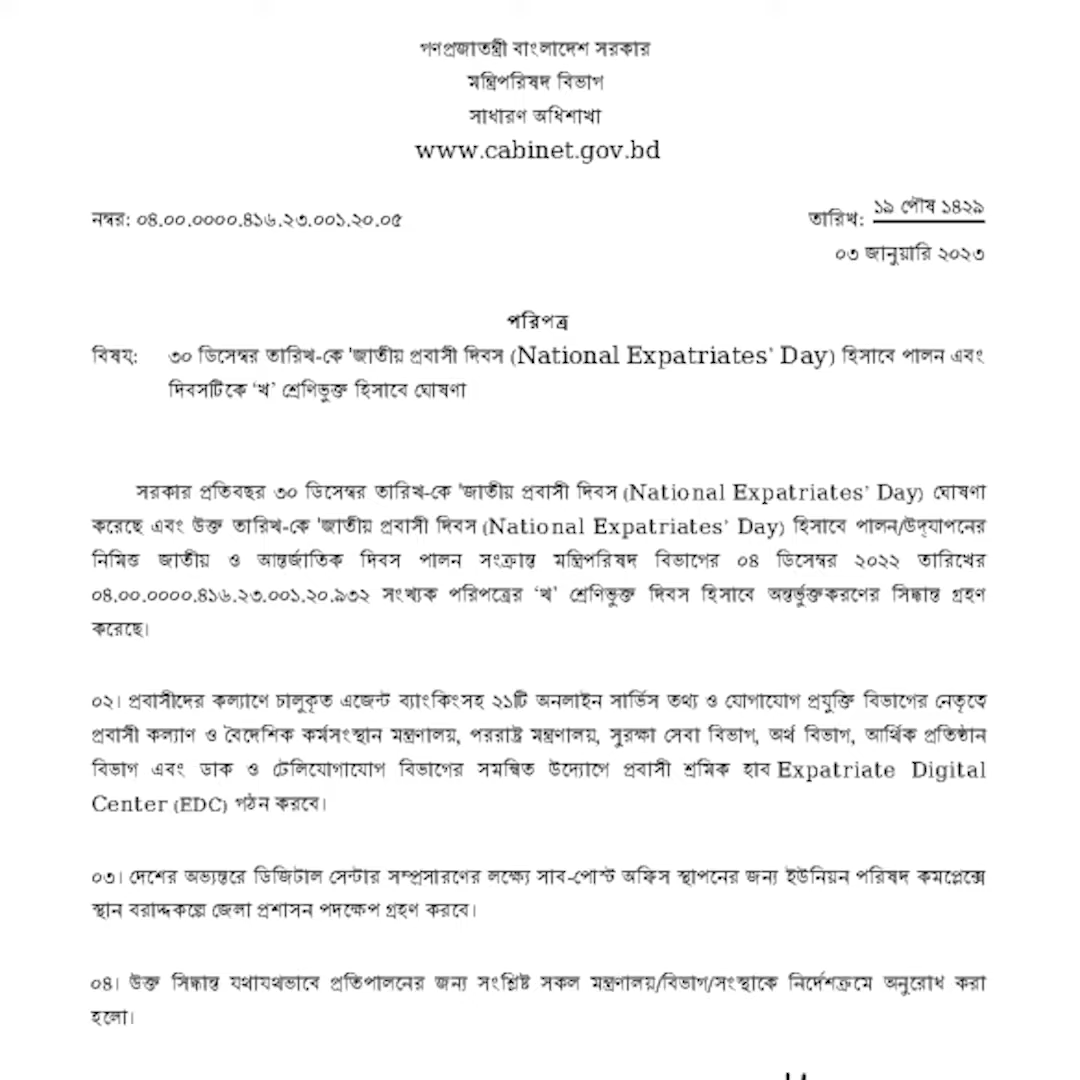 গণপ্রজাতন্ত্রী বাংলাদেশ সরকার
মন্ত্রিপরিষদ বিভাগ
সাধারণ অধিশাখা
www.cabinet.gov.bd
নম্বর: ০৪.০০.০০০০.৪১৬.২৩.০০১.২০.০৫
তারিখ: ১৯ পৌষ ১৪২৯
০৩ জানুয়ারি ২০২৩
পরিপত্র
বিষয়: ৩০ ডিসেম্বর তারিখ-কে 'জাতীয় প্রবাসী দিবস (National Expatriates’ Day) হিসাবে পালন এবং
দিবসটিকে ‘খ’ শ্রেণিভুক্ত হিসাবে ঘোষণা
সরকার প্রতিবছর ৩০ ডিসেম্বর তারিখ-কে 'জাতীয় প্রবাসী দিবস (National Expatriates’ Day) ঘোষণা
করেছে এবং উক্ত তারিখ-কে 'জাতীয় প্রবাসী দিবস (National Expatriates’ Day) হিসাবে পালন/উদ্‌যাপনের
নিমিত্ত জাতীয় ও আন্তর্জাতিক দিবস পালন সংক্রান্ত মন্ত্রিপরিষদ বিভাগের ০৪ ডিসেম্বর ২০২২ তারিখের
০৪.০০.০০০০.৪১৬.২৩.০০১.২০.৯৩২ সংখ্যক পরিপত্রের ‘খ’ শ্রেণিভুক্ত দিবস হিসাবে অন্তর্ভুক্তকরণের সিদ্ধান্ত গ্রহণ
করেছে।
০২। প্রবাসীদের কল্যাণে চালুকৃত এজেন্ট ব্যাংকিংসহ ২১টি অনলাইন সার্ভিস তথ্য ও যোগাযোগ প্রযুক্তি বিভাগের নেতৃত্বে
প্রবাসী কল্যাণ ও বৈদেশিক কর্মসংস্থান মন্ত্রণালয়, পররাষ্ট্র মন্ত্রণালয়, সুরক্ষা সেবা বিভাগ, অর্থ বিভাগ, আর্থিক প্রতিষ্ঠান
বিভাগ এবং ডাক ও টেলিযোগাযোগ বিভাগের সমন্বিত উদ্যোগে প্রবাসী শ্রমিক হাব Expatriate Digital
Center (EDC) গঠন করবে।
০৩। দেশের অভ্যন্তরে ডিজিটাল সেন্টার সম্প্রসারণের লক্ষ্যে সাব-পোস্ট অফিস স্থাপনের জন্য ইউনিয়ন পরিষদ কমপ্লেক্সে
স্থান বরাদ্দকল্পে জেলা প্রশাসন পদক্ষেপ গ্রহণ করবে।
০৪। উক্ত সিদ্ধান্ত যথাযথভাবে প্রতিপালনের জন্য সংশ্লিষ্ট সকল মন্ত্রণালয়/বিভাগ/সংস্থাকে নির্দেশক্রমে অনুরোধ করা
হলো।